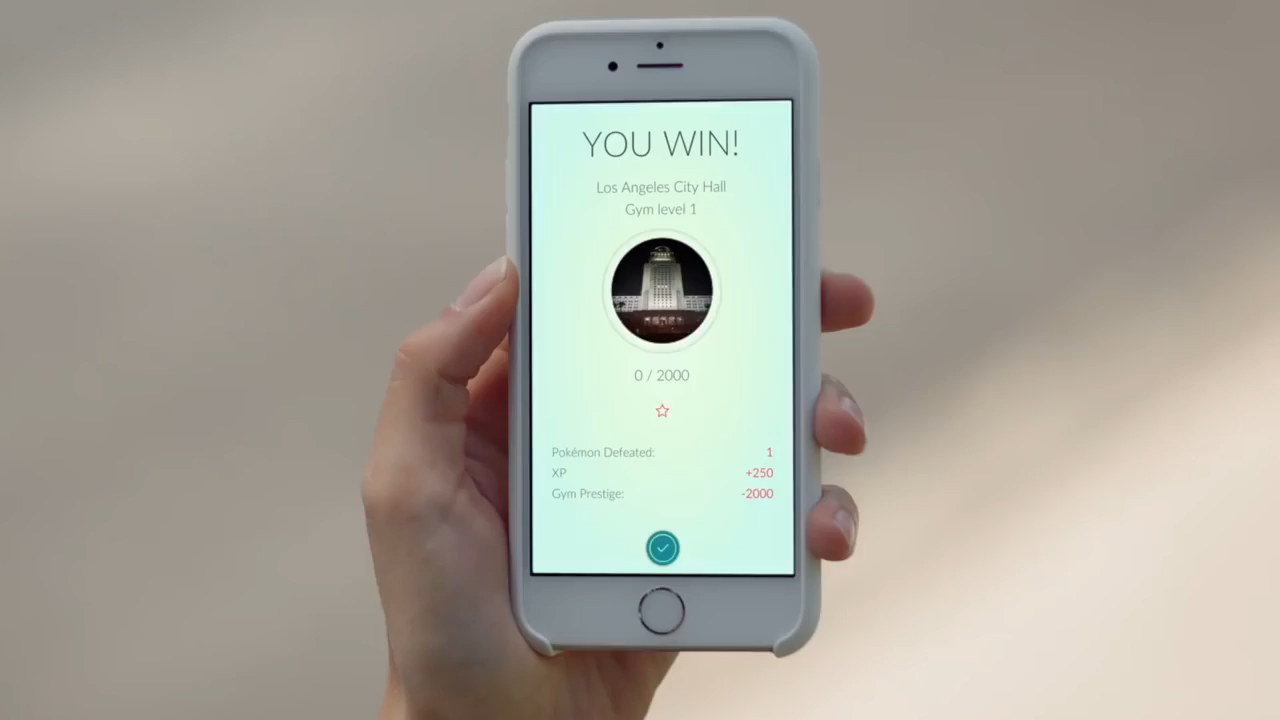 YOU WIN!
Los Angeles City Hall
Gym level 1
0 / 2000
Pokémon Defeated: 1
XP +250
Gym Prestige: -2000